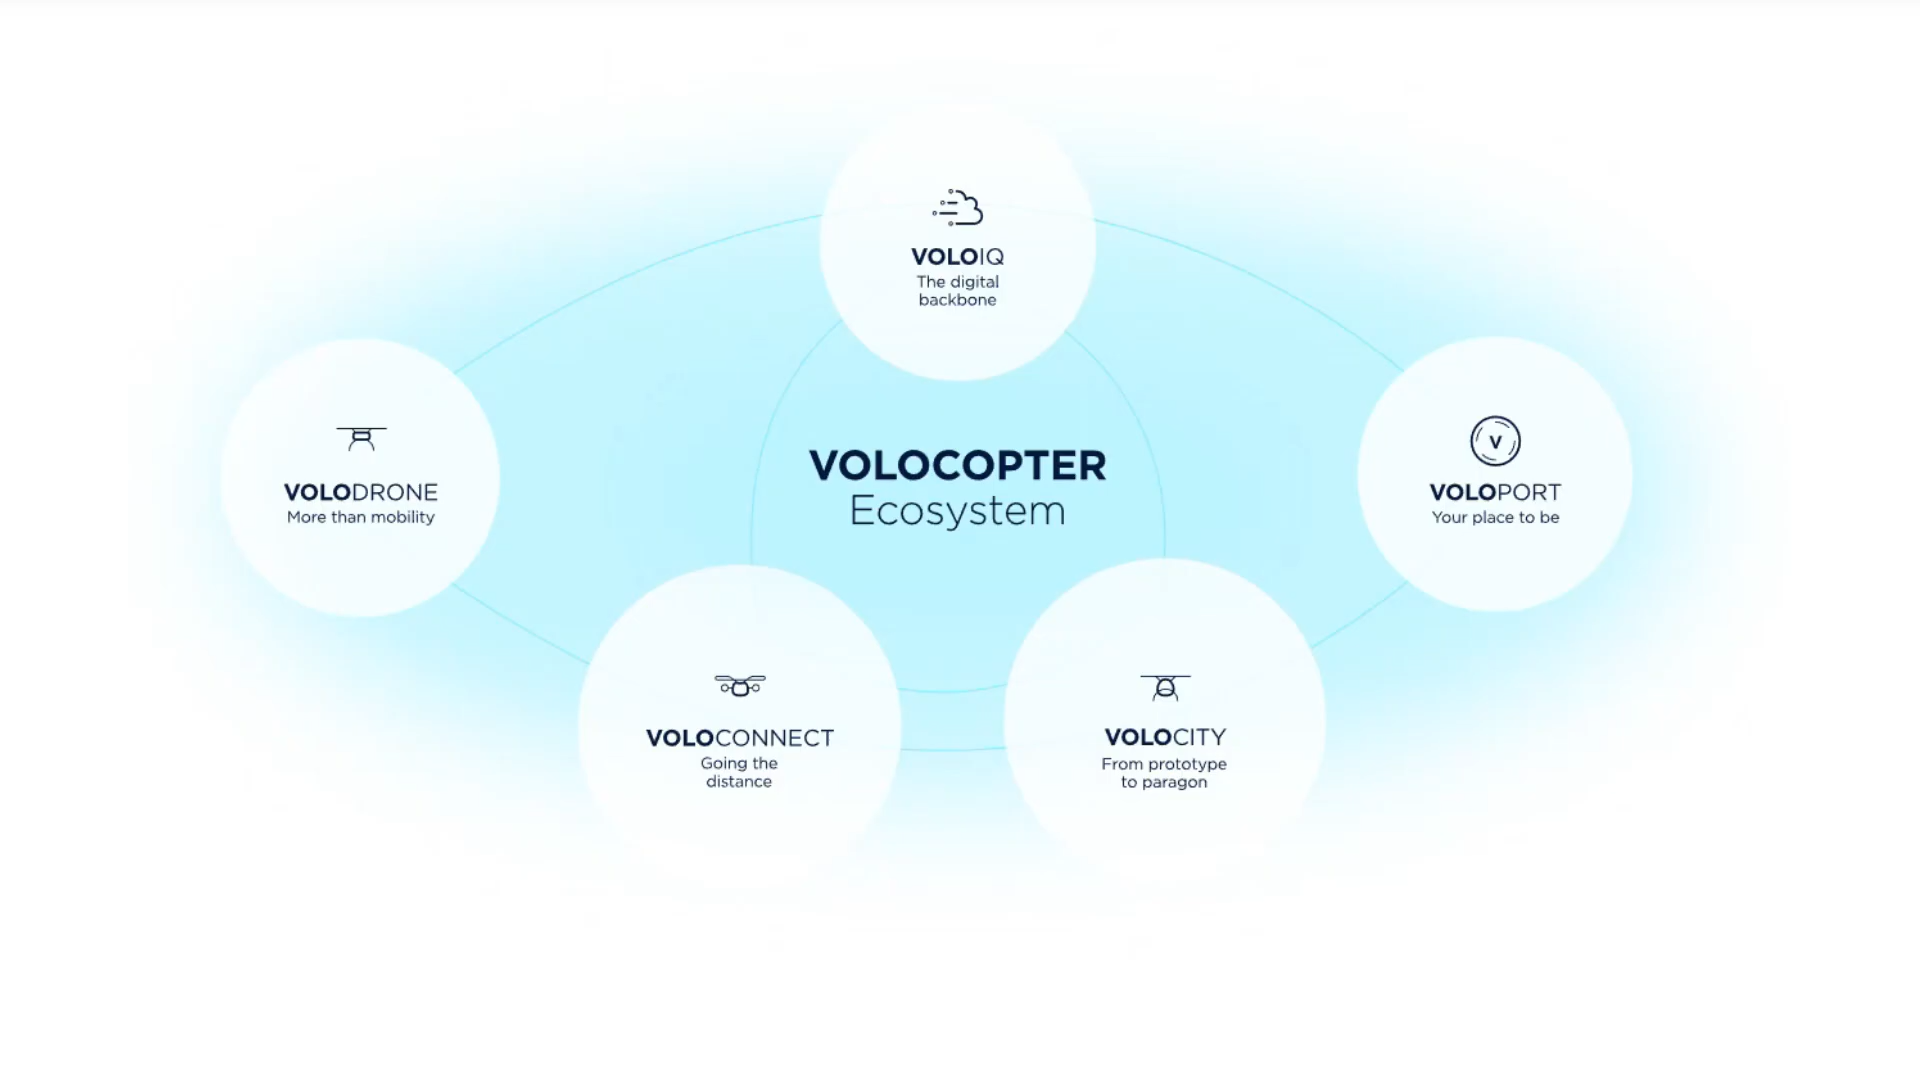 VOLOIQ
The digital
backbone
VOLOCOPTER
Ecosystem
VOLODRONE
More than mobility
V
VOLOPORT
Your place to be
VOLOCONNECT
Going the
distance
VOLOCITY
From prototype
to paragon